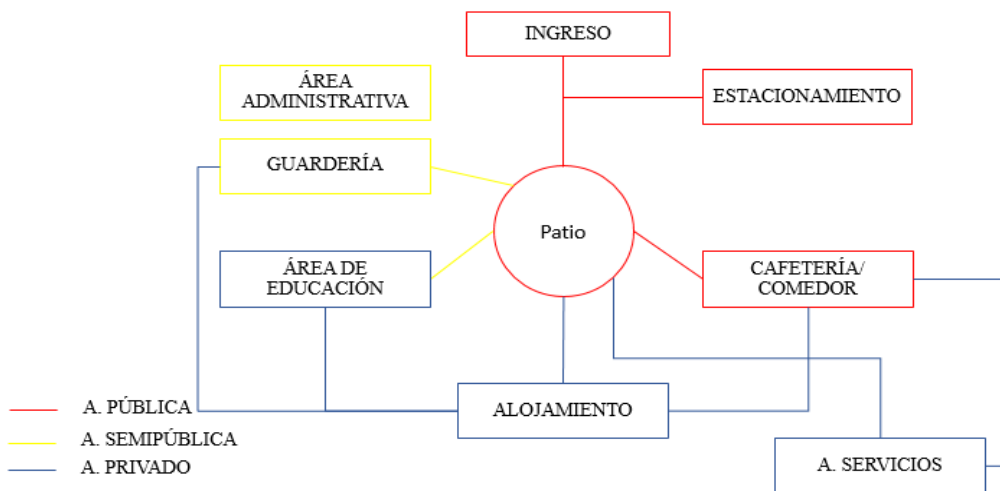 INGRESO
ÁREA
ADMINISTRATIVA
ESTACIONAMIENTO
GUARDERÍA
Patio
ÁREA DE
EDUCACIÓN
CAFETERÍA/
COMEDOR
ALOJAMIENTO
A. PÚBLICA
A. SEMIPÚBLICA
A. PRIVADO
A. SERVICIOS